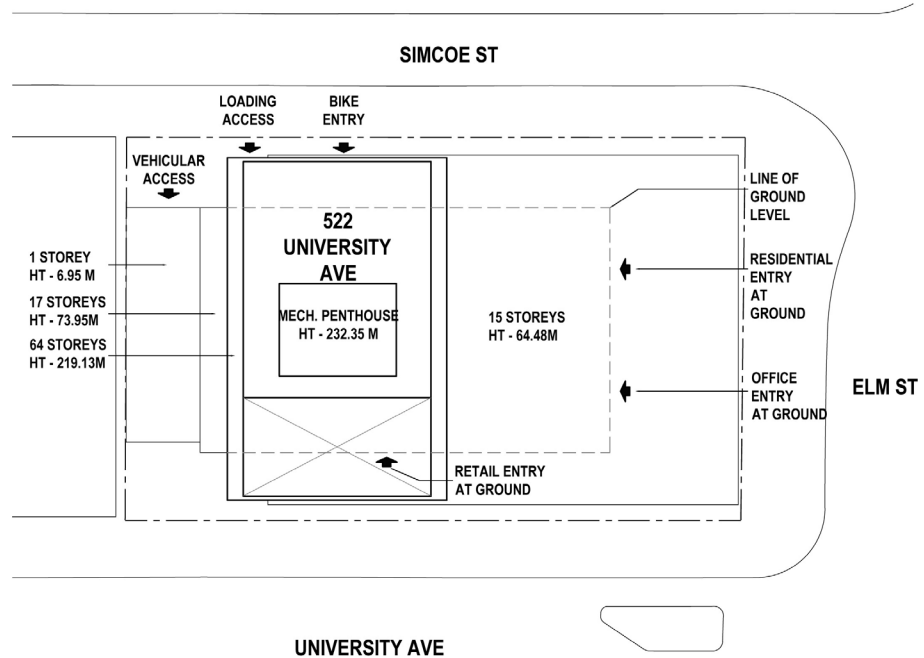 SIMCOE ST
LOADING
ACCESS
BIKE
ENTRY
VEHICULAR
ACCESS
LINE OF
GROUND
LEVEL
522
UNIVERSITY
AVE
1 STOREY
HT - 6.95 M
17 STOREYS
HT - 73.95M
64 STOREYS
HT - 219.13M
MECH. PENTHOUSE
HT - 232.35 M
15 STOREYS
HT - 64.48M
RESIDENTIAL
ENTRY
AT
GROUND
OFFICE
ENTRY
AT GROUND
ELM ST
RETAIL ENTRY
AT GROUND
UNIVERSITY AVE